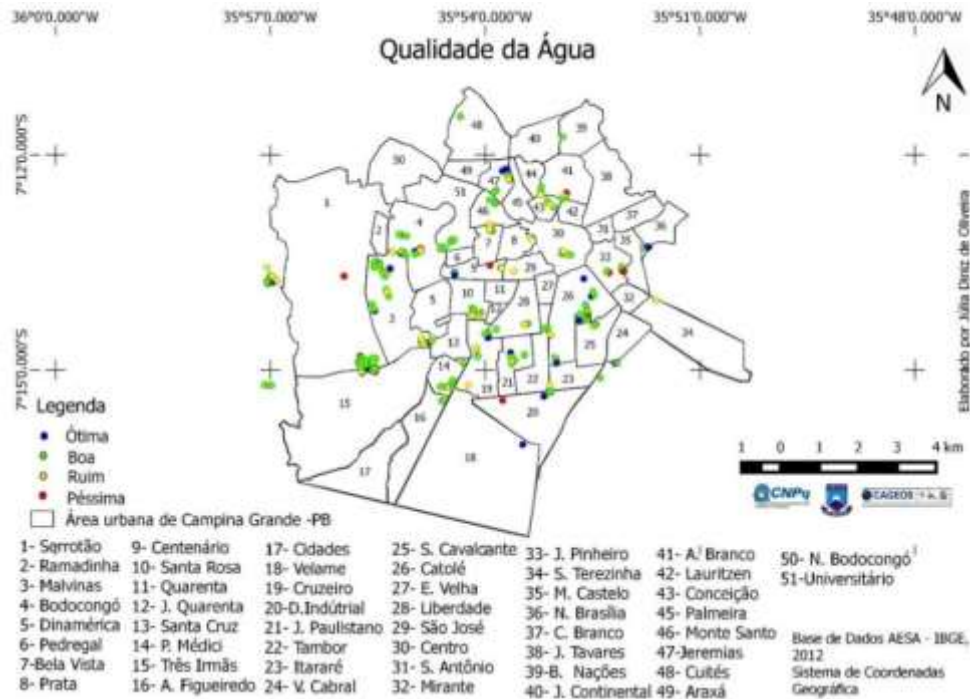 36°0'0.000"W 35°57'0.000"W 35°54'0.000"W 35°51'0.000"W 35°48'0.000"W
Qualidade da Água
N
7°12'0.000"S
7°15'0.000"S
Elaborado por Júlia Diniz de Oliveira
Legenda
Ótima
Boa
Ruim
Péssima
Área urbana de Campina Grande -PB
1 0 1 2 3 4 km
CNPq
CAGEOS
1- Serrotão
2- Ramadinha
3- Malvinas
4- Bodocongó
5- Dinamérica
6- Pedregal
7-Bela Vista
8- Prata
9- Centenário
10- Santa Rosa
11- Quarenta
12- J. Quarenta
13- Santa Cruz
14- P. Médici
15- Três Irmãs
16- A. Figueiredo
17- Cidades
18- Velame
19- Cruzeiro
20-D.Indútrial
21- J. Paulistano
22- Tambor
23- Itararé
24- V. Cabral
25- S. Cavalcante
26- Catolé
27- E. Velha
28- Liberdade
29- São José
30- Centro
31- S. Antônio
32- Mirante
33- J. Pinheiro
34- S. Terezinha
35- M. Castelo
36- N. Brasília
37- C. Branco
38- J. Tavares
39-B. Nações
40- J. Continental
41- A. Branco
42- Lauritzen
43- Conceição
45- Palmeira
46- Monte Santo
47-Jeremias
48- Cuités
49- Araxá
50- N. Bodocongó
51-Universitário
Base de Dados AESA - IBGE,
2012
Sistema de Coordenadas
Geográfica